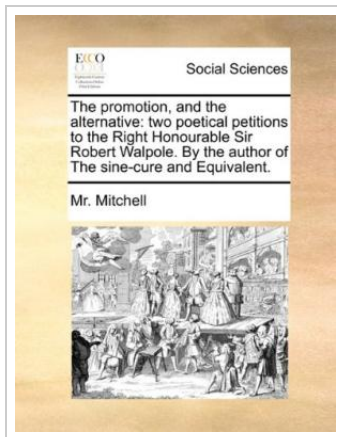 ECCO
Social Sciences
The promotion, and the
alternative: two poetical petitions
to the Right Honourable Sir
Robert Walpole. By the author of
The sine-cure and Equivalent.
Mr. Mitchell